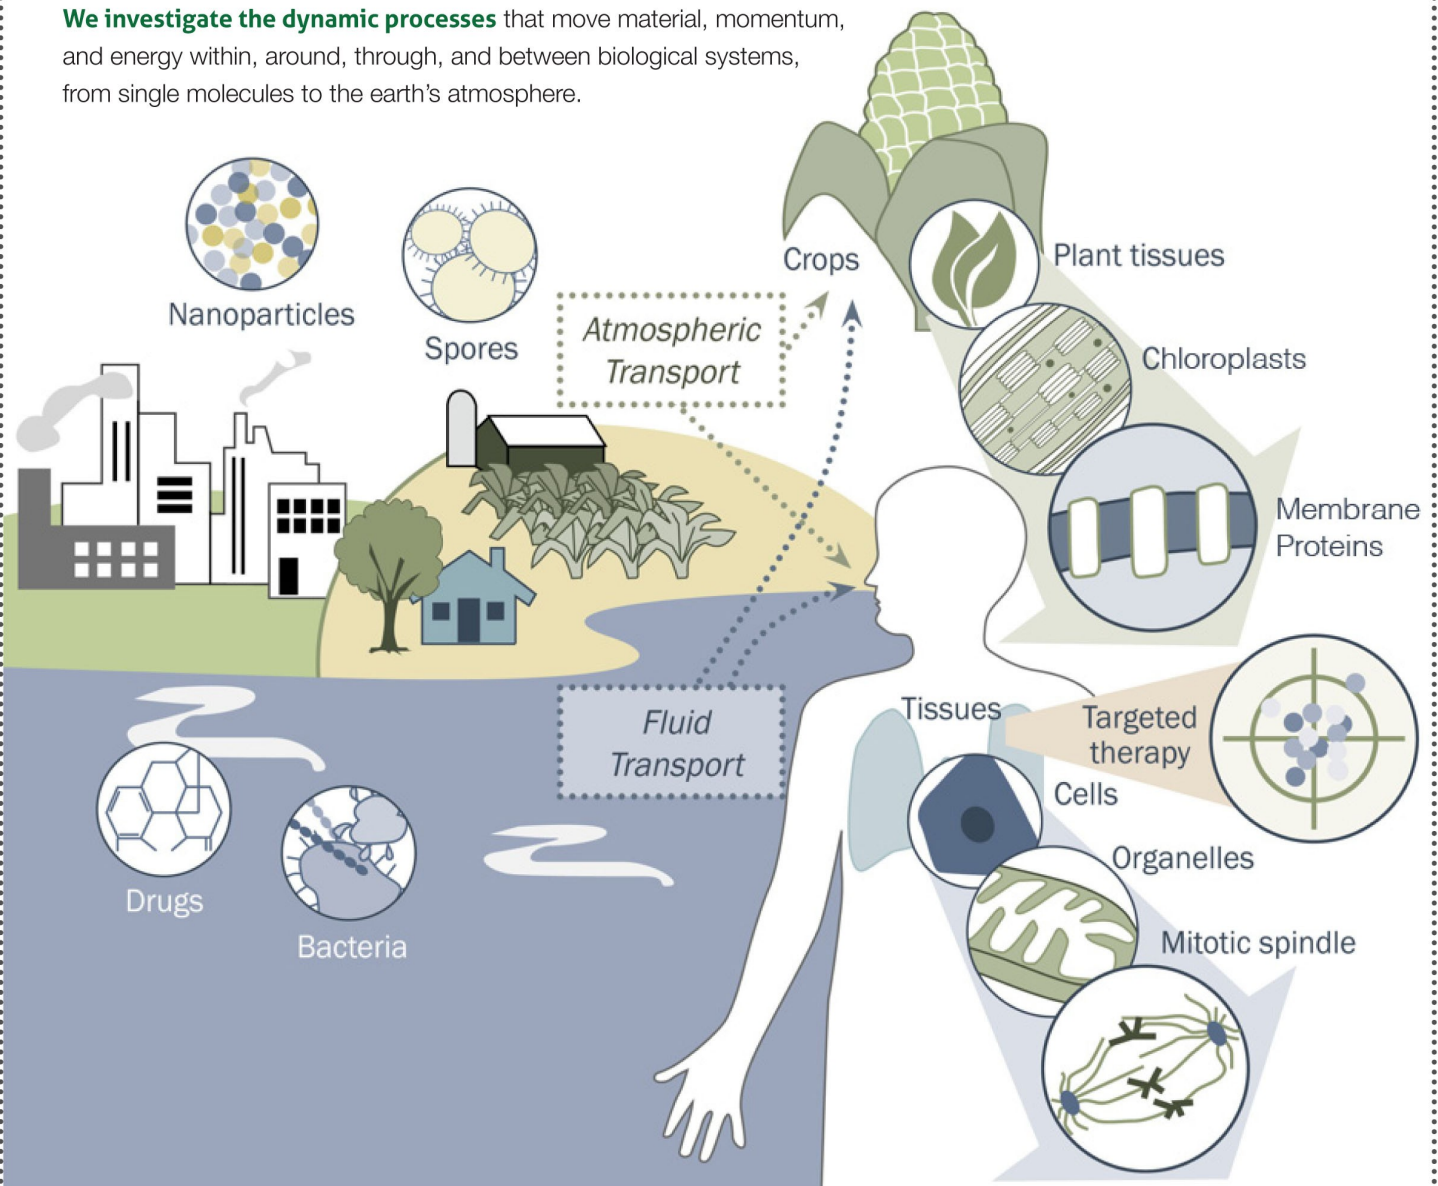 We investigate the dynamic processes that move material, momentum,
and energy within, around, through, and between biological systems,
from single molecules to the earth’s atmosphere.
Nanoparticles
Spores
Crops
Plant tissues
Atmospheric
Transport
Chloroplasts
Membrane
Proteins
Fluid
Transport
Tissues
Targeted
therapy
Cells
Organelles
Drugs
Bacteria
Mitotic spindle